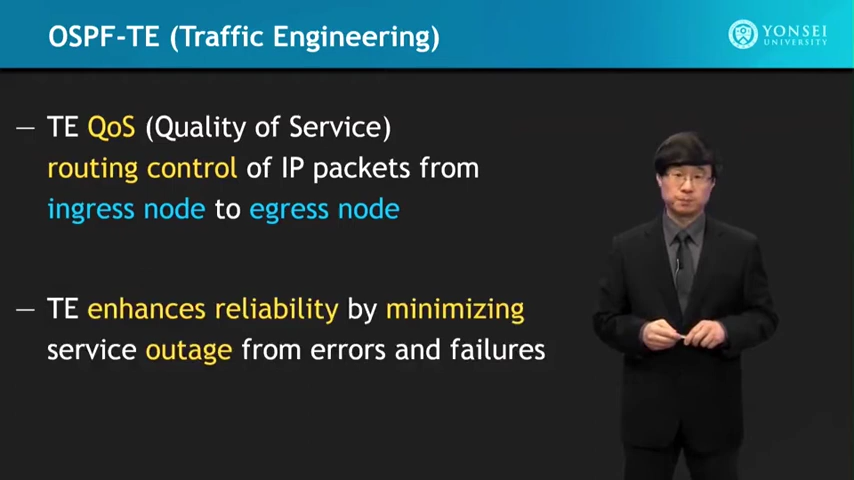 OSPF-TE (Traffic Engineering)
YONSEI
UNIVERSITY
— TE QoS (Quality of Service)
routing control of IP packets from
ingress node to egress node
— TE enhances reliability by minimizing
service outage from errors and failures